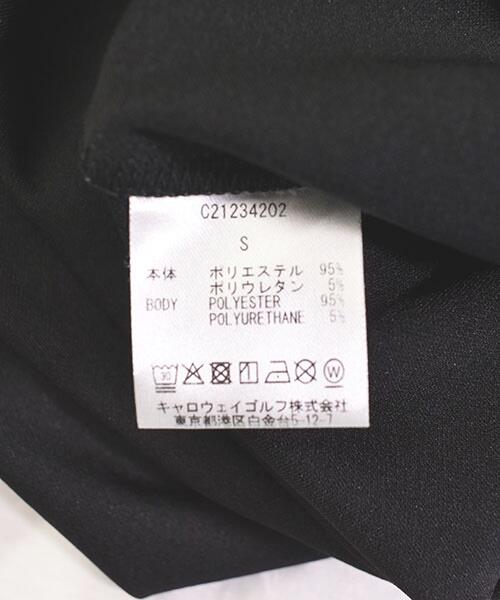 C21234202
S
本体 ポリエステル 95%
ポリウレタン 5%
BODY POLYESTER 95%
POLYURETHANE 5%
30 W
キャロウェイゴルフ株式会社
東京都港区白金台5-12-7